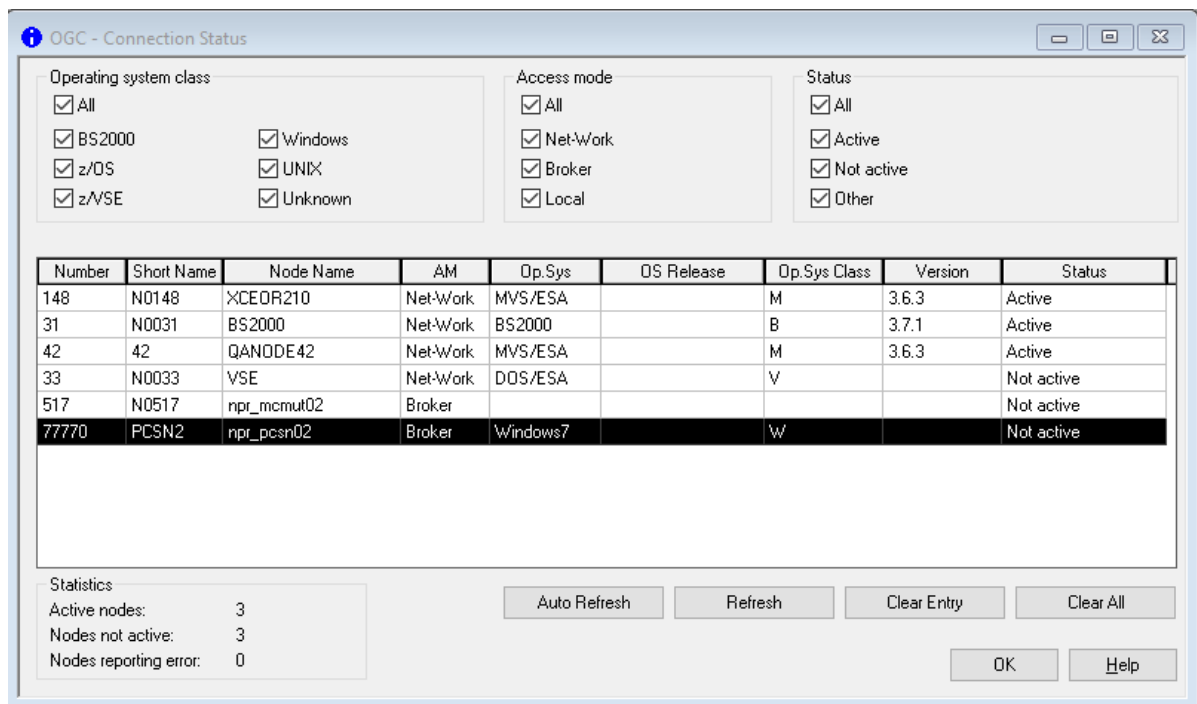 OGC - Connection Status
Operating system class
All
BS2000 Windows
z/OS UNIX
z/VSE Unknown
Access mode
All
Net-Work
Broker
Local
Status
All
Active
Not active
Other
Number Short Name Node Name AM Op.Sys OS Release Op.Sys Class Version Status
148 N0148 XCEOR210 Net-Work MVS/ESA M 3.6.3 Active
31 N0031 BS2000 Net-Work BS2000 B 3.7.1 Active
42 42 QANODE42 Net-Work MVS/ESA M 3.6.3 Active
33 N0033 VSE Net-Work DOS/ESA V Not active
517 N0517 npr_mcmut02 Broker Not active
77770 PCSN2 npr_pcsn02 Broker Windows7 W Not active
Statistics
Active nodes: 3
Nodes not active: 3
Nodes reporting error: 0
Auto Refresh Refresh Clear Entry Clear All
OK Help